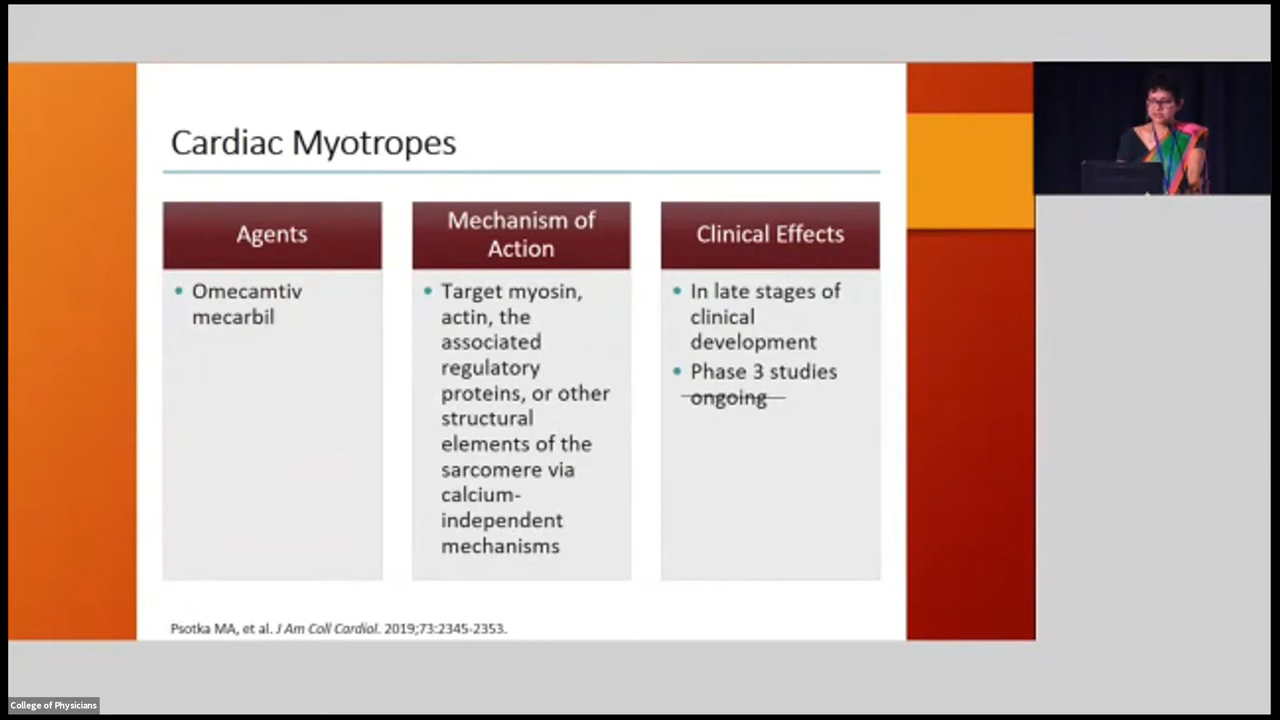 Cardiac Myotropes
Agents
• Omecamtiv
mecarbil
Mechanism of
Action
• Target myosin,
actin, the
associated
regulatory
proteins, or other
structural
elements of the
sarcomere via
calcium-
independent
mechanisms
Clinical Effects
• In late stages of
clinical
development
• Phase 3 studies
ongoing
Psotka MA, et al. J Am Coll Cardiol. 2019;73:2345-2353.
College of Physicians